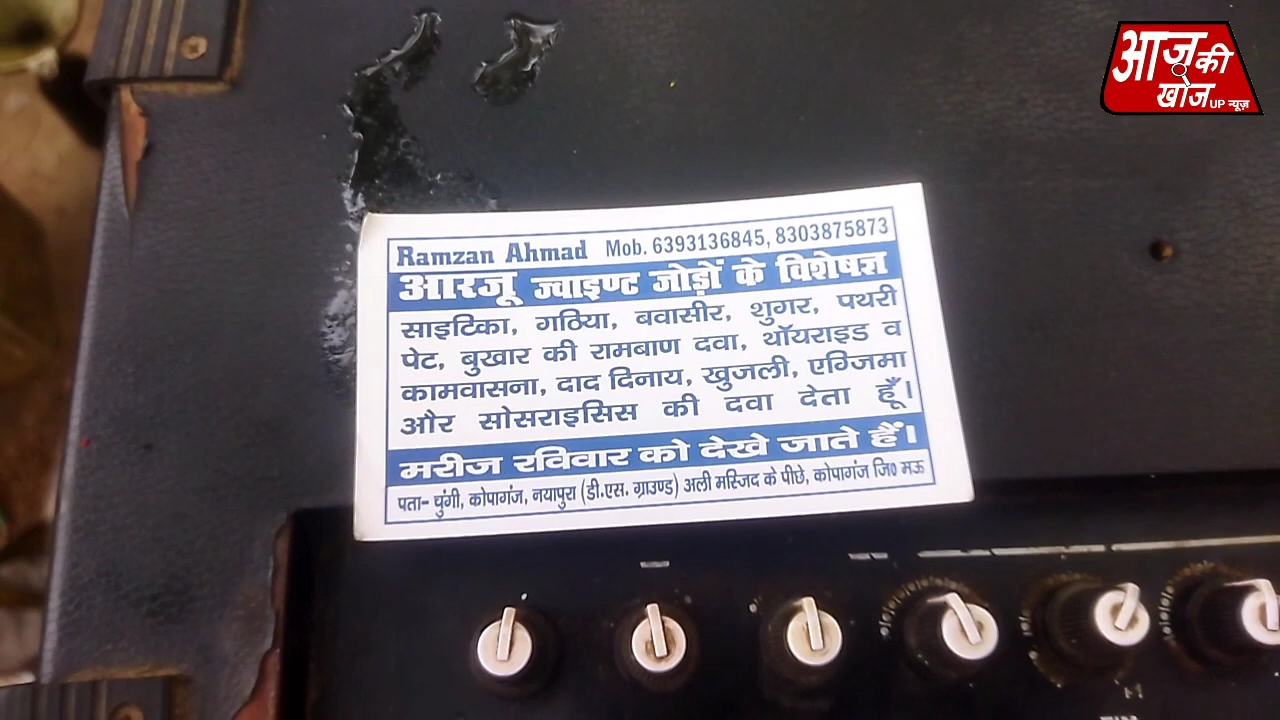 आज की
खोज UP न्यूज़
Ramzan Ahmad Mob. 6393136845, 8303875873
आरजू ज्वाइण्ट जोड़ों के विशेषज्ञ
साइटिका, गठिया, बवासीर, शुगर, पथरी
पेट, बुखार की रामबाण दवा, थॉयराइड व
कामवासना, दाद दिनाय, खुजली, एग्जिमा
और सोसराइसिस की दवा देता हूँ।
मरीज रविवार को देखे जाते हैं।
पता- चुंगी, कोपागंज, नयापुरा (डी.एस. ग्राउण्ड) अली मस्जिद के पीछे, कोपागंज जि० मऊ